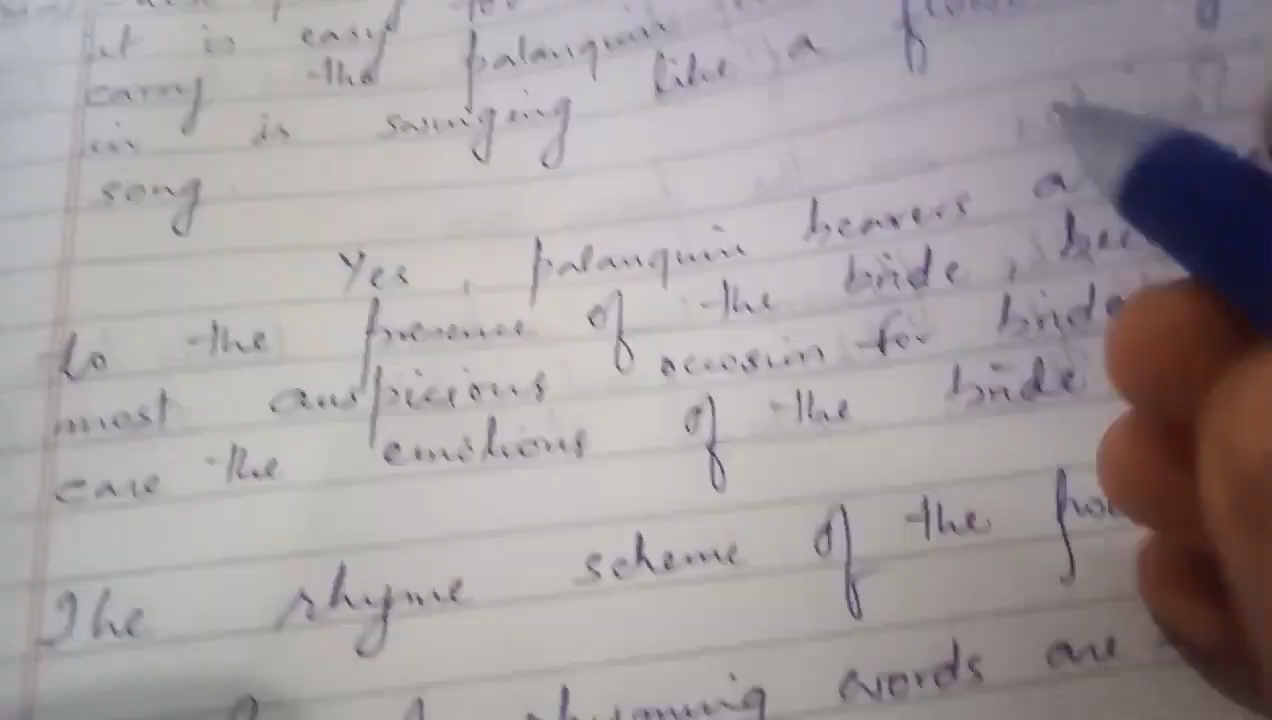 it is easy for
carry the palanquin like a
in is swinging
song
Yes, palanquin bearers a
to the presence of the bride,
most auspicious occasion for bride
care the emotions of the bride
The rhyme scheme of the
rhyming words are